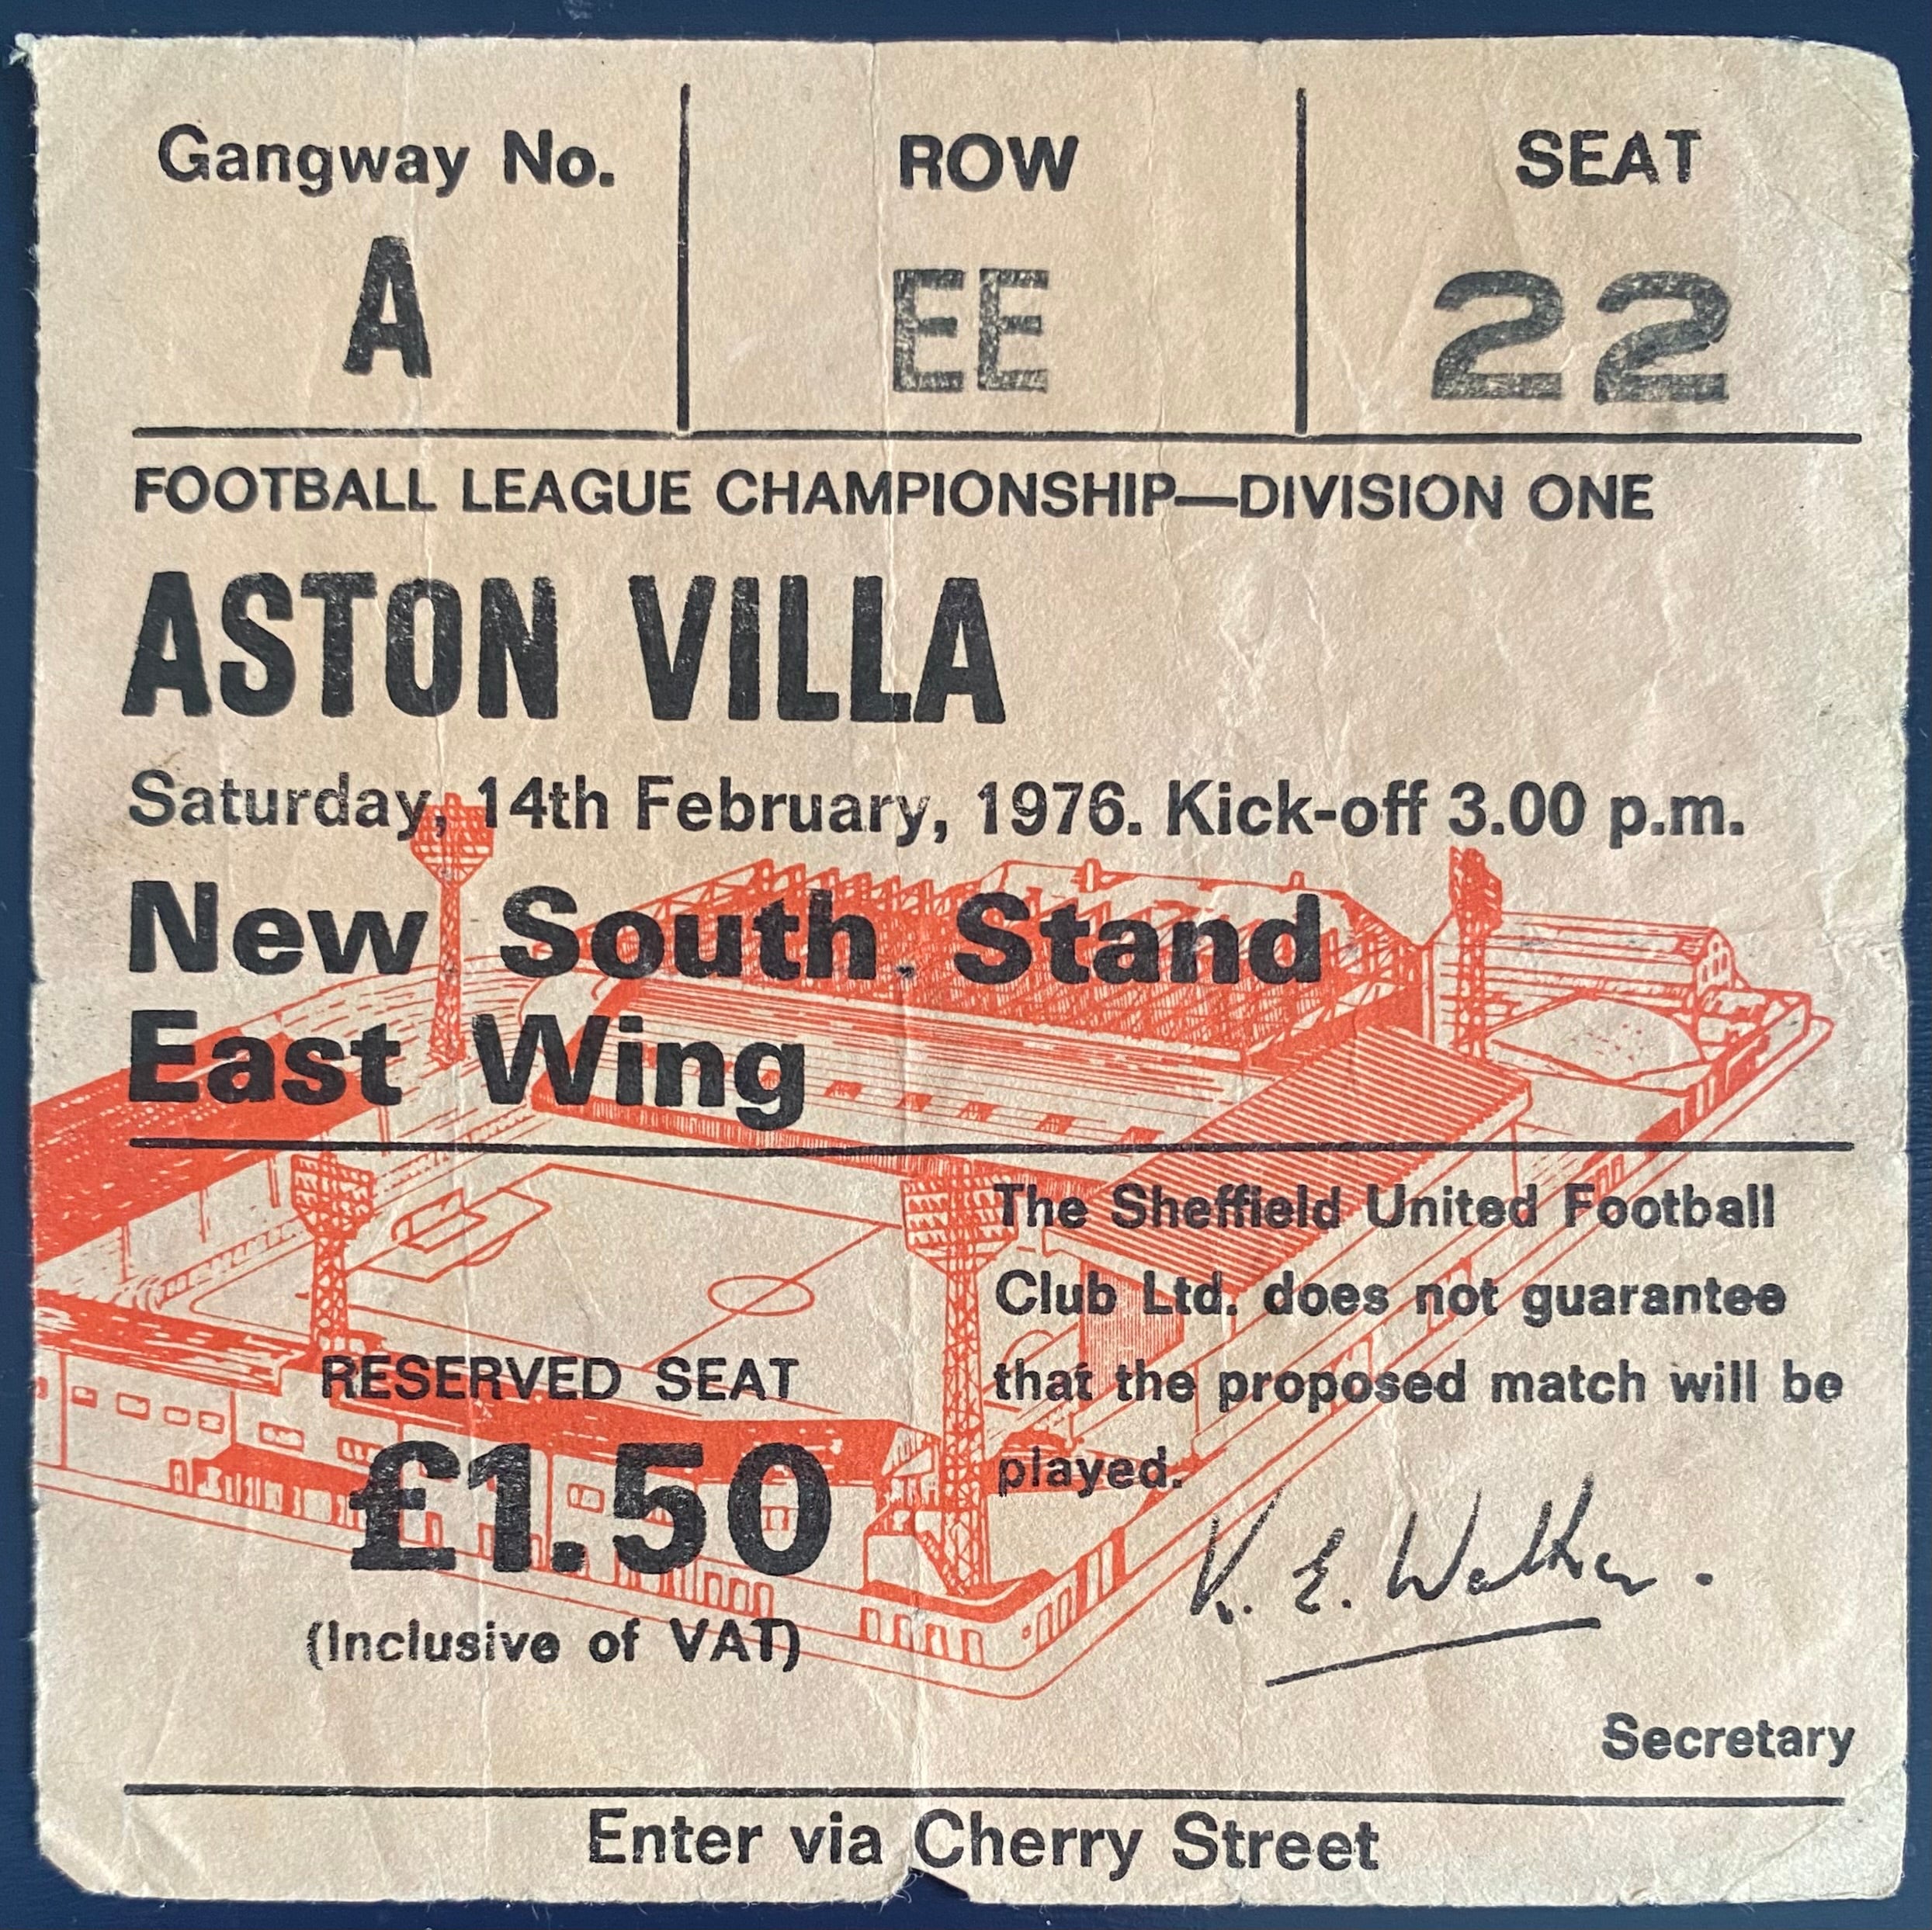 Gangway No. ROW SEAT
A EE 22
FOOTBALL LEAGUE CHAMPIONSHIP—DIVISION ONE
ASTON VILLA
Saturday, 14th February, 1976. Kick-off 3.00 p.m.
New South Stand
East Wing
The Sheffield United Football
Club Ltd. does not guarantee
that the proposed match will be
played.
RESERVED SEAT
£1.50
(Inclusive of VAT)
K. E. Walker.
Secretary
Enter via Cherry Street